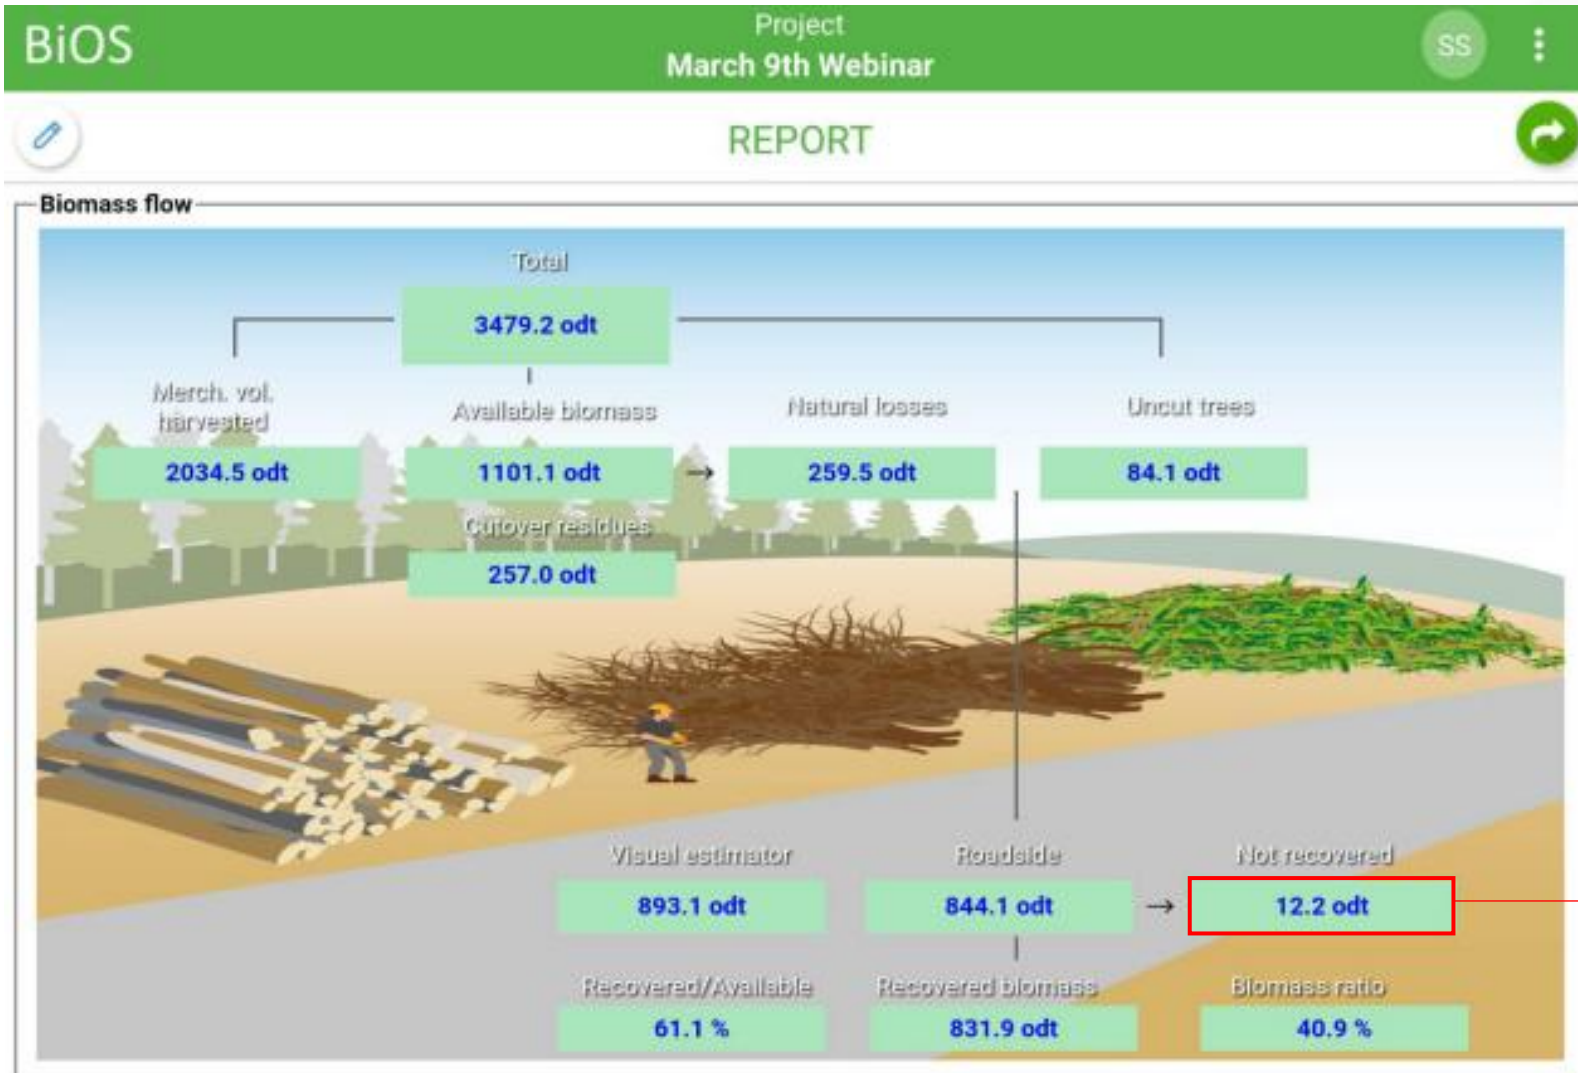 BiOS
Project
March 9th Webinar
SS
REPORT
Biomass flow
Total
3479.2 odt
Merch. vol.
harvested
Available biomass
Natural losses
Uncut trees
2034.5 odt
1101.1 odt
→
259.5 odt
84.1 odt
Cutover residues
257.0 odt
Visual estimator
Roadside
Not recovered
893.1 odt
844.1 odt
→
12.2 odt
Recovered/Available
Recovered biomass
Biomass ratio
61.1 %
831.9 odt
40.9 %